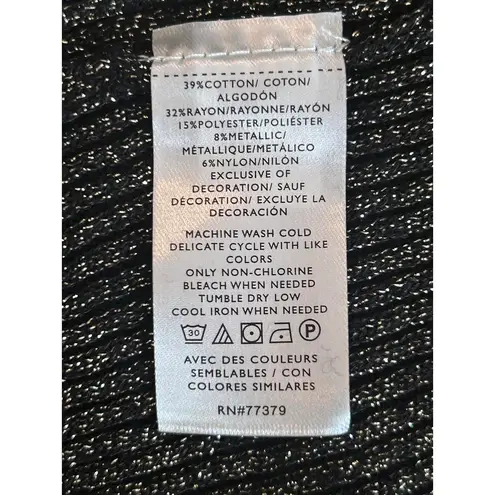 39%COTTON/ COTON/
ALGODÓN
32%RAYON/RAYONNE/RAYÓN
15%POLYESTER/POLIÉSTER
8%METALLIC/
MÉTALLIQUE/METÁLICO
6%NYLON/NILÓN
EXCLUSIVE OF
DECORATION/ SAUF
DÉCORATION/ EXCLUYE LA
DECORACIÓN
MACHINE WASH COLD
DELICATE CYCLE WITH LIKE
COLORS
ONLY NON-CHLORINE
BLEACH WHEN NEEDED
TUMBLE DRY LOW
COOL IRON WHEN NEEDED
30 P
AVEC DES COULEURS
SEMBLABLES / CON
COLORES SIMILARES
RN#77379